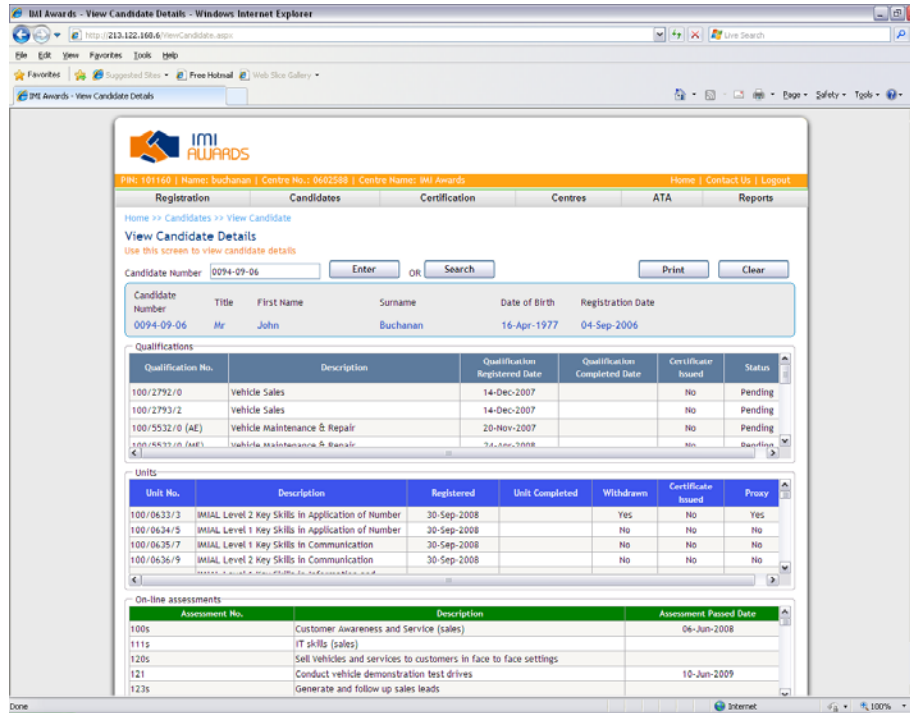 IMI Awards - View Candidate Details - Windows Internet Explorer
http://213.122.160.6/ViewCandidate.aspx
Live Search
File Edit View Favorites Tools Help
Favorites Suggested Sites Free Hotmail Web Slice Gallery
IMI Awards - View Candidate Details Page Safety Tools
IMI
AWARDS
PIN: 101160 | Name: buchanan | Centre No.: 0602588 | Centre Name: IMI Awards Home | Contact Us | Logout
Registration Candidates Certification Centres ATA Reports
Home >> Candidates >> View Candidate
View Candidate Details
Use this screen to view candidate details
Candidate Number 0094-09-06 Enter OR Search Print Clear
Candidate Number Title First Name Surname Date of Birth Registration Date
0094-09-06 Mr John Buchanan 16-Apr-1977 04-Sep-2006
Qualifications
Qualification No. Description Qualification Registered Date Qualification Completed Date Certificate Issued Status
100/2792/0 Vehicle Sales 14-Dec-2007 No Pending
100/2793/2 Vehicle Sales 14-Dec-2007 No Pending
100/5532/0 (AE) Vehicle Maintenance & Repair 20-Nov-2007 No Pending
100/5532/0 (ME) Vehicle Maintenance & Repair 24-Apr-2008 No Pending
Units
Unit No. Description Registered Unit Completed Withdrawn Certificate Issued Proxy
100/0633/3 IMIAL Level 2 Key Skills in Application of Number 30-Sep-2008 Yes No Yes
100/0634/5 IMIAL Level 1 Key Skills in Application of Number 30-Sep-2008 No No No
100/0635/7 IMIAL Level 1 Key Skills in Communication 30-Sep-2008 No No No
100/0636/9 IMIAL Level 2 Key Skills in Communication 30-Sep-2008 No No No
On-line assessments
Assessment No. Description Assessment Passed Date
100s Customer Awareness and Service (sales) 06-Jun-2008
111s IT skills (sales)
120s Sell Vehicles and services to customers in face to face settings
121 Conduct vehicle demonstration test drives 10-Jun-2009
123s Generate and follow up sales leads
Done Internet 100%